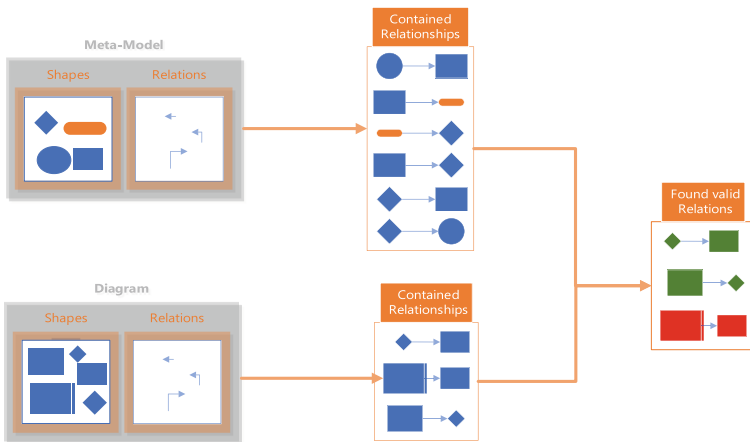 Contained
Relationships
Meta-Model
Shapes
Relations
Found valid
Relations
Diagram
Shapes
Relations
Contained
Relationships